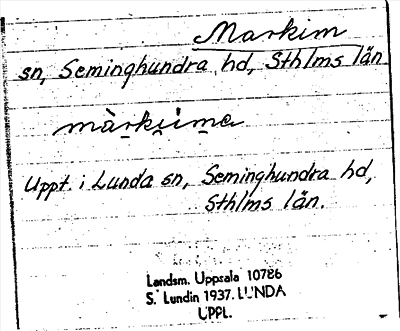 Markim
sn, Seminghundra hd, Sthlms län
màrkṣima
Uppt. i Lunda sn, Seminghundra hd,
Sthlms län.
Landsm. Uppsala 10786
S. Lundin 1937. LUNDA
UPPL.